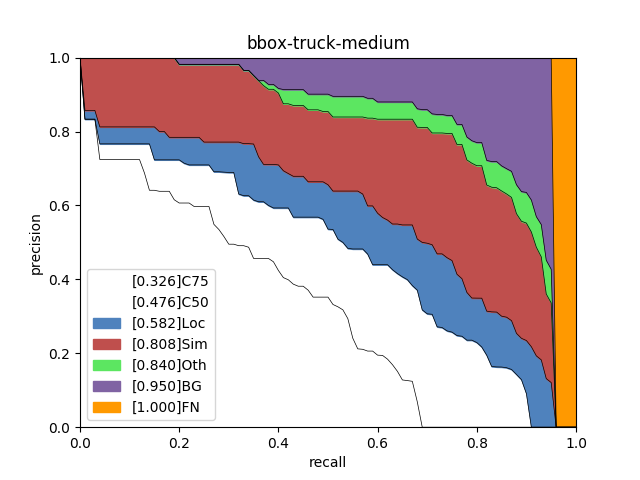 bbox-truck-medium
1.0
0.8
0.6
0.4
0.2
0.0
precision
[0.326]C75
[0.476]C50
[0.582]Loc
[0.808]Sim
[0.840]Oth
[0.950]BG
[1.000]FN
0.0 0.2 0.4 0.6 0.8 1.0
recall